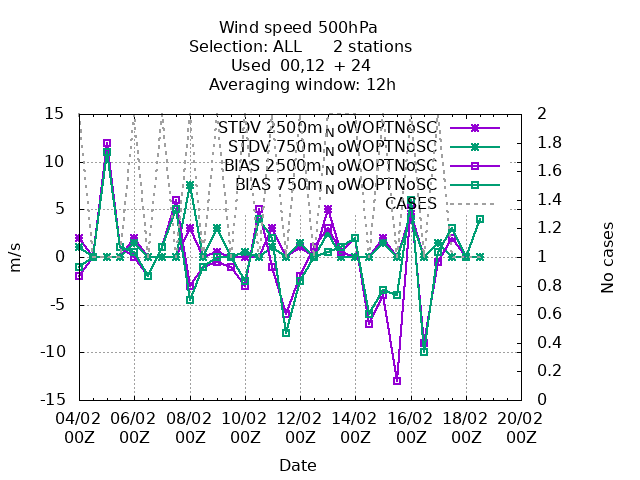 Wind speed 500hPa
Selection: ALL      2 stations
Used  00,12  + 24
Averaging window: 12h
STDV 2500m NoWOPTNoSC
STDV 750m NoWOPTNoSC
BIAS 2500m NoWOPTNoSC
BIAS 750m NoWOPTNoSC
CASES
15
10
5
0
-5
-10
-15
m/s
2
1.8
1.6
1.4
1.2
1
0.8
0.6
0.4
0.2
0
No cases
04/02 06/02 08/02 10/02 12/02 14/02 16/02 18/02 20/02
00Z 00Z 00Z 00Z 00Z 00Z 00Z 00Z 00Z
Date